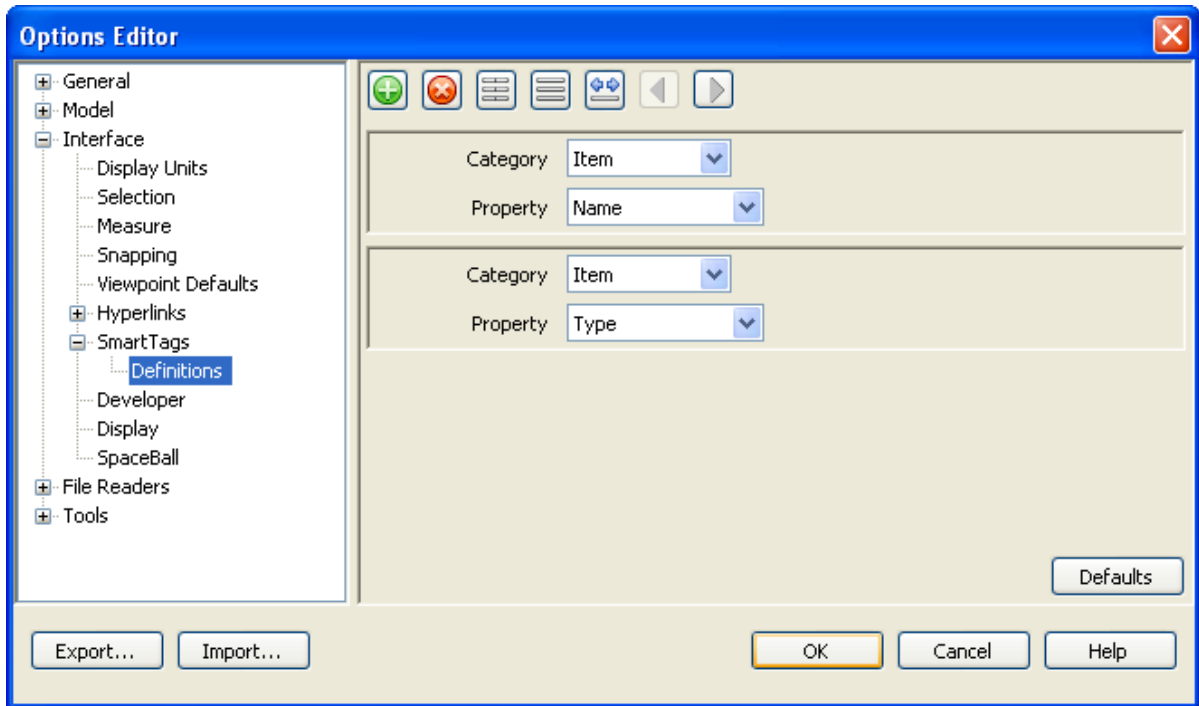 Options Editor
General
Model
Interface
Display Units
Selection
Measure
Snapping
Viewpoint Defaults
Hyperlinks
SmartTags
Definitions
Developer
Display
SpaceBall
File Readers
Tools
Category Item
Property Name
Category Item
Property Type
Defaults
Export... Import... OK Cancel Help